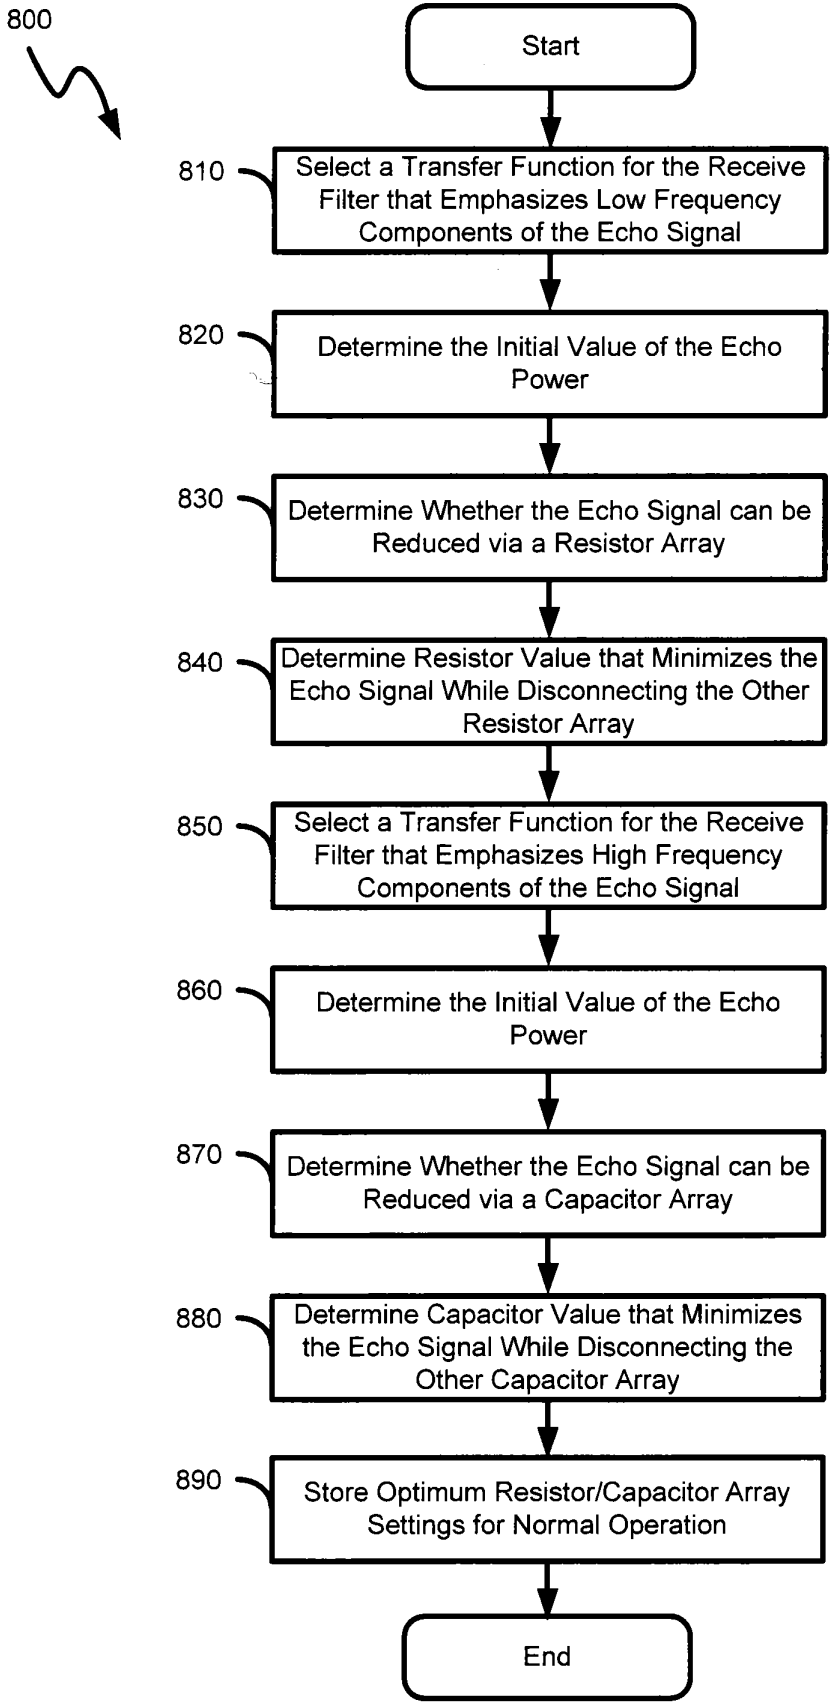 800
Start
810
Select a Transfer Function for the Receive
Filter that Emphasizes Low Frequency
Components of the Echo Signal
820
Determine the Initial Value of the Echo
Power
830
Determine Whether the Echo Signal can be
Reduced via a Resistor Array
840
Determine Resistor Value that Minimizes the
Echo Signal While Disconnecting the Other
Resistor Array
850
Select a Transfer Function for the Receive
Filter that Emphasizes High Frequency
Components of the Echo Signal
860
Determine the Initial Value of the Echo
Power
870
Determine Whether the Echo Signal can be
Reduced via a Capacitor Array
880
Determine Capacitor Value that Minimizes
the Echo Signal While Disconnecting the
Other Capacitor Array
890
Store Optimum Resistor/Capacitor Array
Settings for Normal Operation
End